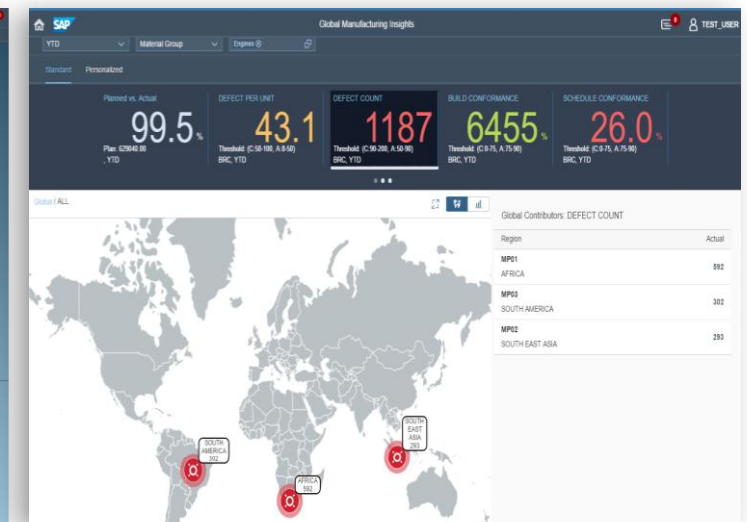 SAP
Global Manufacturing Insights
TEST_USER
YTD
Material Group
Engines
Standard
Personalized
Planned vs. Actual
99.5 %
Plan: 629040.00
, YTD
DEFECT PER UNIT
43.1
Threshold: (C:50-100, A:8-50)
BRC, YTD
DEFECT COUNT
1187
Threshold: (C:90-200, A:50-90)
BRC, YTD
BUILD CONFORMANCE
6455 %
Threshold: (C:0-75, A:75-90)
BRC, YTD
SCHEDULE CONFORMANCE
26.0 %
Threshold: (C:0-75, A:75-90)
BRC, YTD
Global / ALL
SOUTH
AMERICA
302
AFRICA
592
SOUTH
EAST
ASIA
293
Global Contributors: DEFECT COUNT
Region Actual
MP01
AFRICA
592
MP03
SOUTH AMERICA
302
MP02
SOUTH EAST ASIA
293